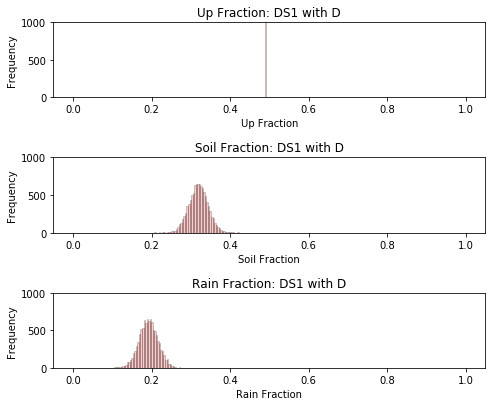 Up Fraction: DS1 with D
1000
500
0
Frequency
0.0 0.2 0.4 0.6 0.8 1.0
Up Fraction
Soil Fraction: DS1 with D
1000
500
0
Frequency
0.0 0.2 0.4 0.6 0.8 1.0
Soil Fraction
Rain Fraction: DS1 with D
1000
500
0
Frequency
0.0 0.2 0.4 0.6 0.8 1.0
Rain Fraction